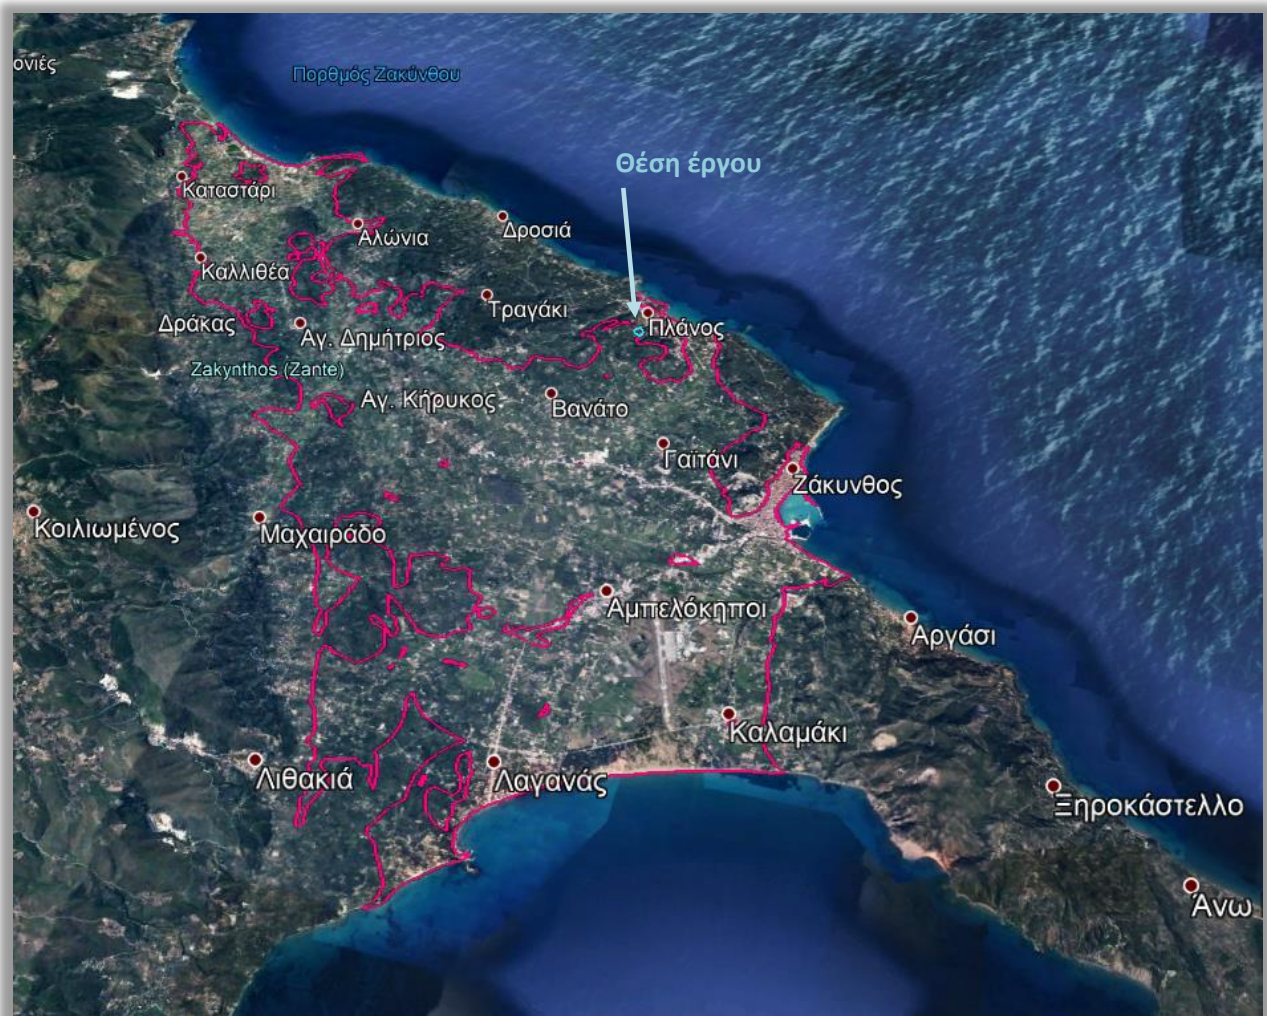 ονιές
Πορθμός Ζακύνθου
Θέση έργου
Καταστάρι
Αλώνια
Δροσιά
Καλλιθέα
Τραγάκι
Δράκας
Αγ. Δημήτριος
Πλάνος
Zakynthos (Zante)
Αγ. Κήρυκος
Βανάτο
Γαϊτάνι
Ζάκυνθος
Κοιλιωμένος
Μαχαιράδο
Αμπελόκηποι
Αργάσι
Καλαμάκι
Λιθακιά
Λαγανάς
Ξηροκάστελλο
Άνω